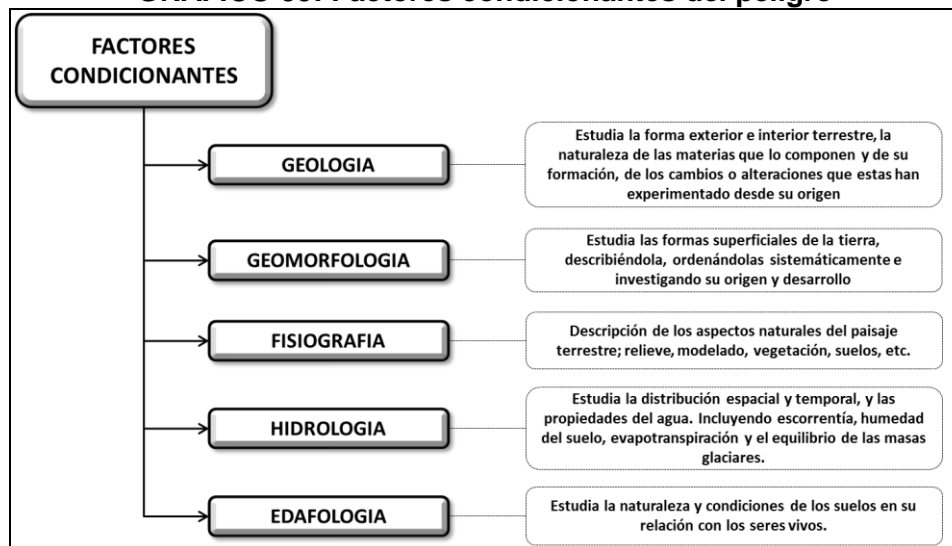 FACTORES
CONDICIONANTES
GEOLOGIA
Estudia la forma exterior e interior terrestre, la
naturaleza de las materias que lo componen y de su
formación, de los cambios o alteraciones que estas han
experimentado desde su origen
GEOMORFOLOGIA
Estudia las formas superficiales de la tierra,
describiéndola, ordenándolas sistemáticamente e
investigando su origen y desarrollo
FISIOGRAFIA
Descripción de los aspectos naturales del paisaje
terrestre; relieve, modelado, vegetación, suelos, etc.
HIDROLOGIA
Estudia la distribución espacial y temporal, y las
propiedades del agua. Incluyendo escorrentía, humedad
del suelo, evapotranspiración y el equilibrio de las masas
glaciares.
EDAFOLOGIA
Estudia la naturaleza y condiciones de los suelos en su
relación con los seres vivos.